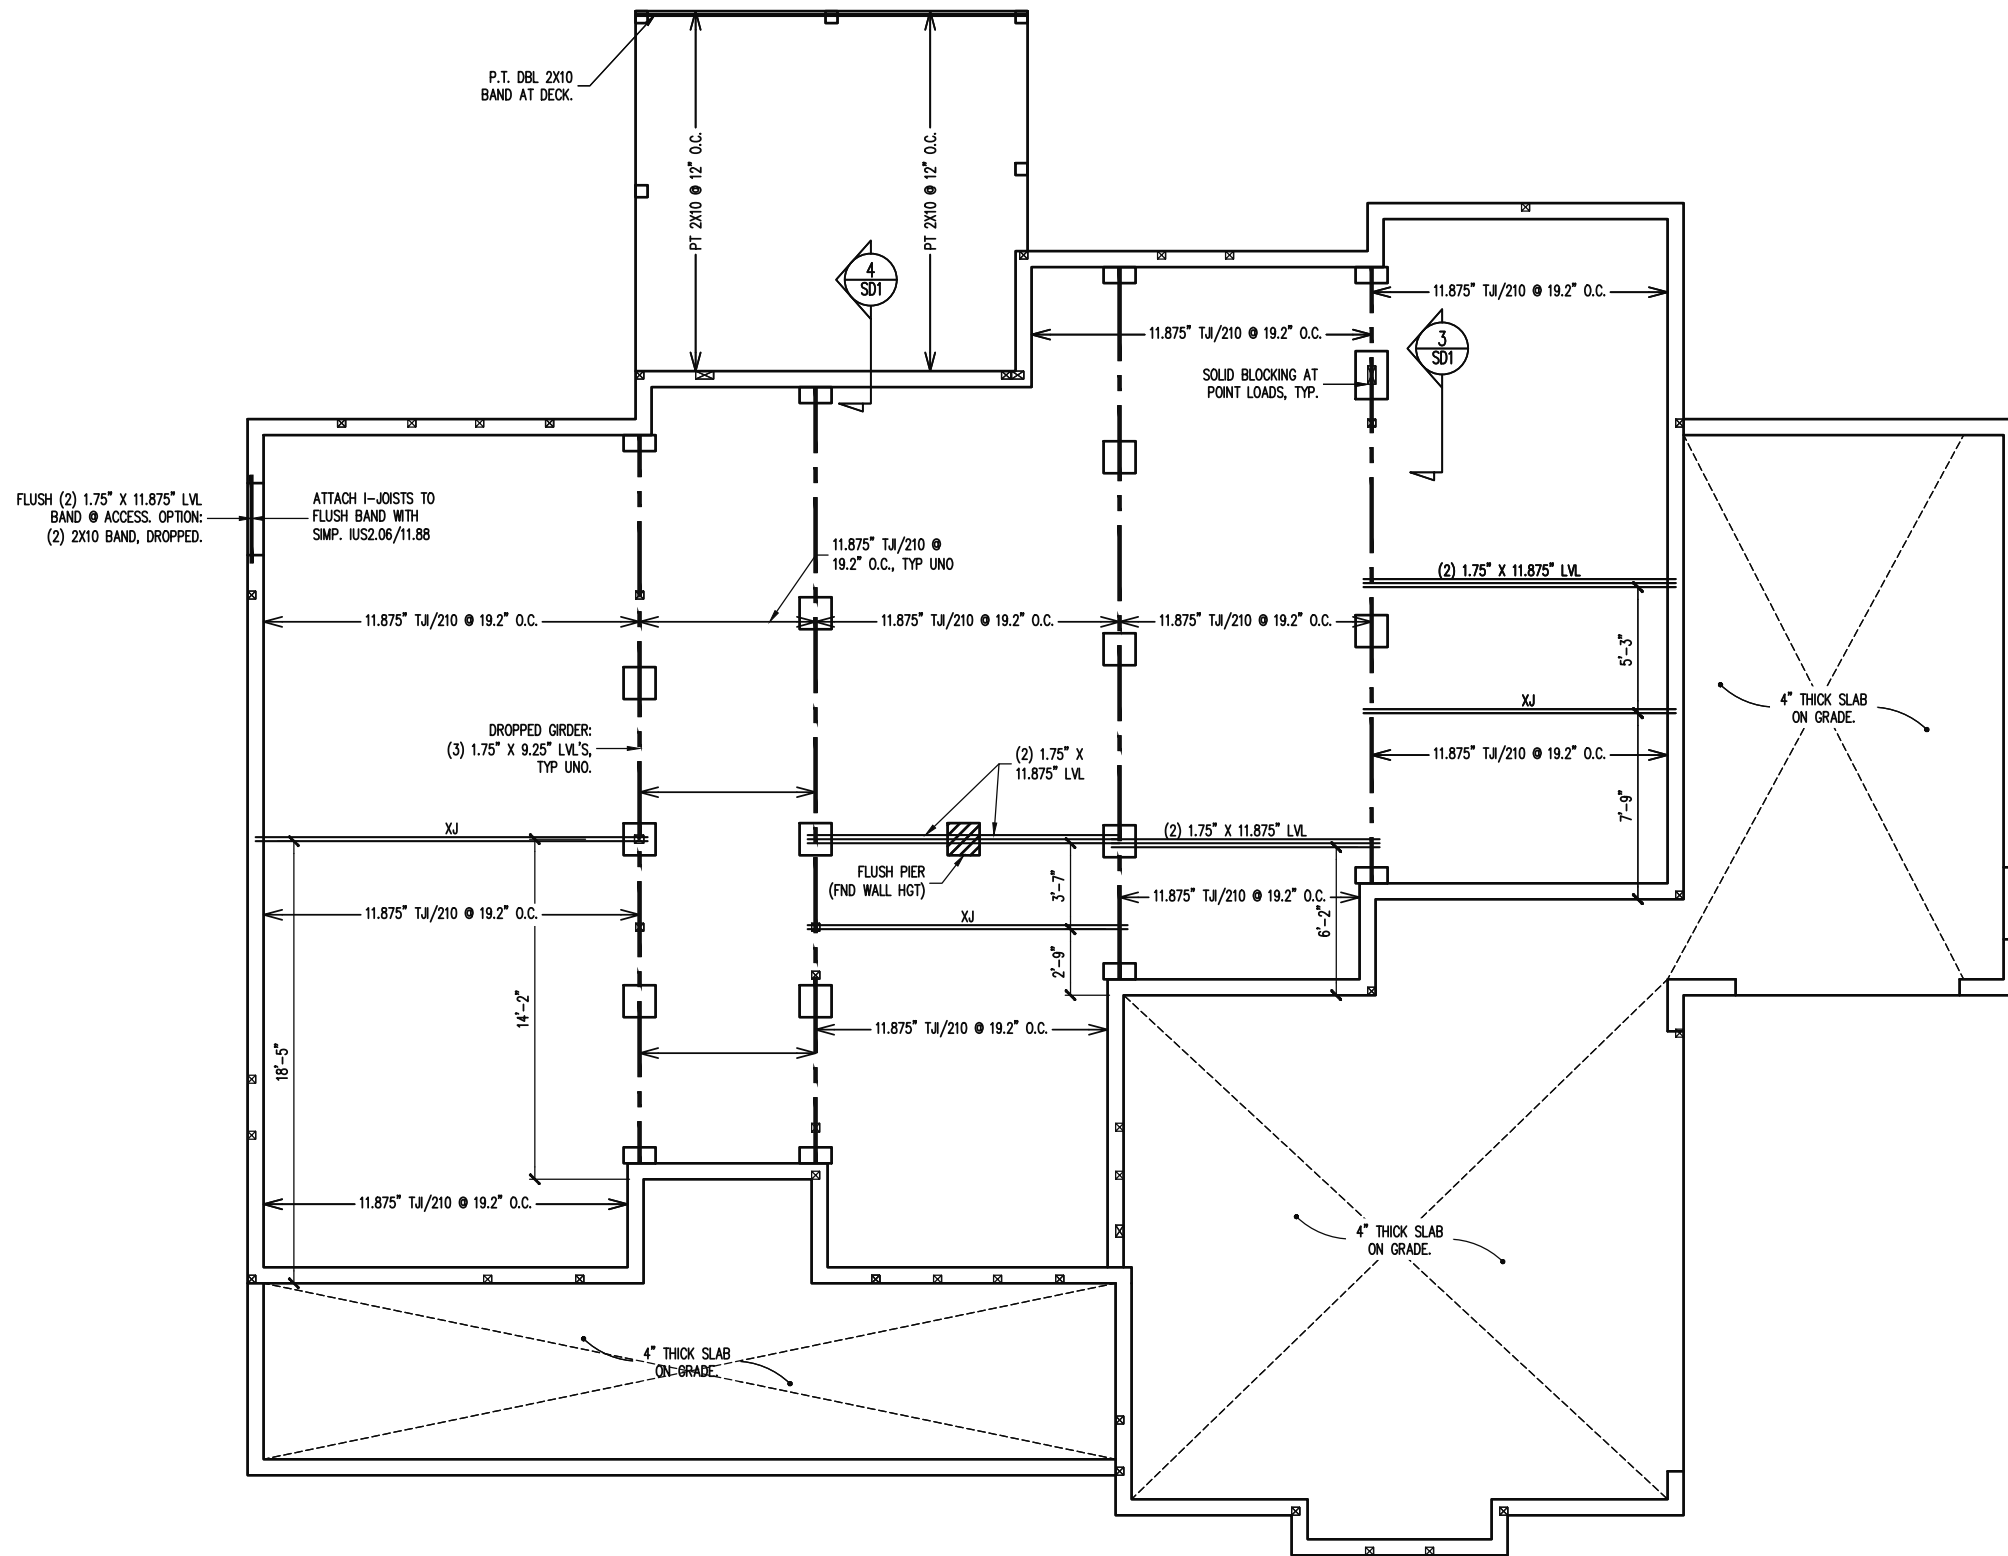 P.T. DBL 2X10
BAND AT DECK.
PT 2X10 @ 12" O.C.
PT 2X10 @ 12" O.C.
4
SD1
11.875" TJI/210 @ 19.2" O.C.
11.875" TJI/210 @ 19.2" O.C.
3
SD1
SOLID BLOCKING AT
POINT LOADS, TYP.
FLUSH (2) 1.75" X 11.875" LVL
BAND @ ACCESS. OPTION:
(2) 2X10 BAND, DROPPED.
ATTACH I-JOISTS TO
FLUSH BAND WITH
SIMP. IUS2.06/11.88
11.875" TJI/210 @
19.2" O.C., TYP UNO
(2) 1.75" X 11.875" LVL
11.875" TJI/210 @ 19.2" O.C.
11.875" TJI/210 @ 19.2" O.C.
11.875" TJI/210 @ 19.2" O.C.
5'-3"
4" THICK SLAB
ON GRADE.
XJ
DROPPED GIRDER:
(3) 1.75" X 9.25" LVL'S,
TYP UNO.
(2) 1.75" X
11.875" LVL
11.875" TJI/210 @ 19.2" O.C.
7'-9"
XJ
(2) 1.75" X 11.875" LVL
FLUSH PIER
(FND WALL HGT)
3'-7"
11.875" TJI/210 @ 19.2" O.C.
6'-2"
11.875" TJI/210 @ 19.2" O.C.
XJ
2'-9"
14'-2"
11.875" TJI/210 @ 19.2" O.C.
18'-5"
11.875" TJI/210 @ 19.2" O.C.
4" THICK SLAB
ON GRADE.
4" THICK SLAB
ON GRADE.